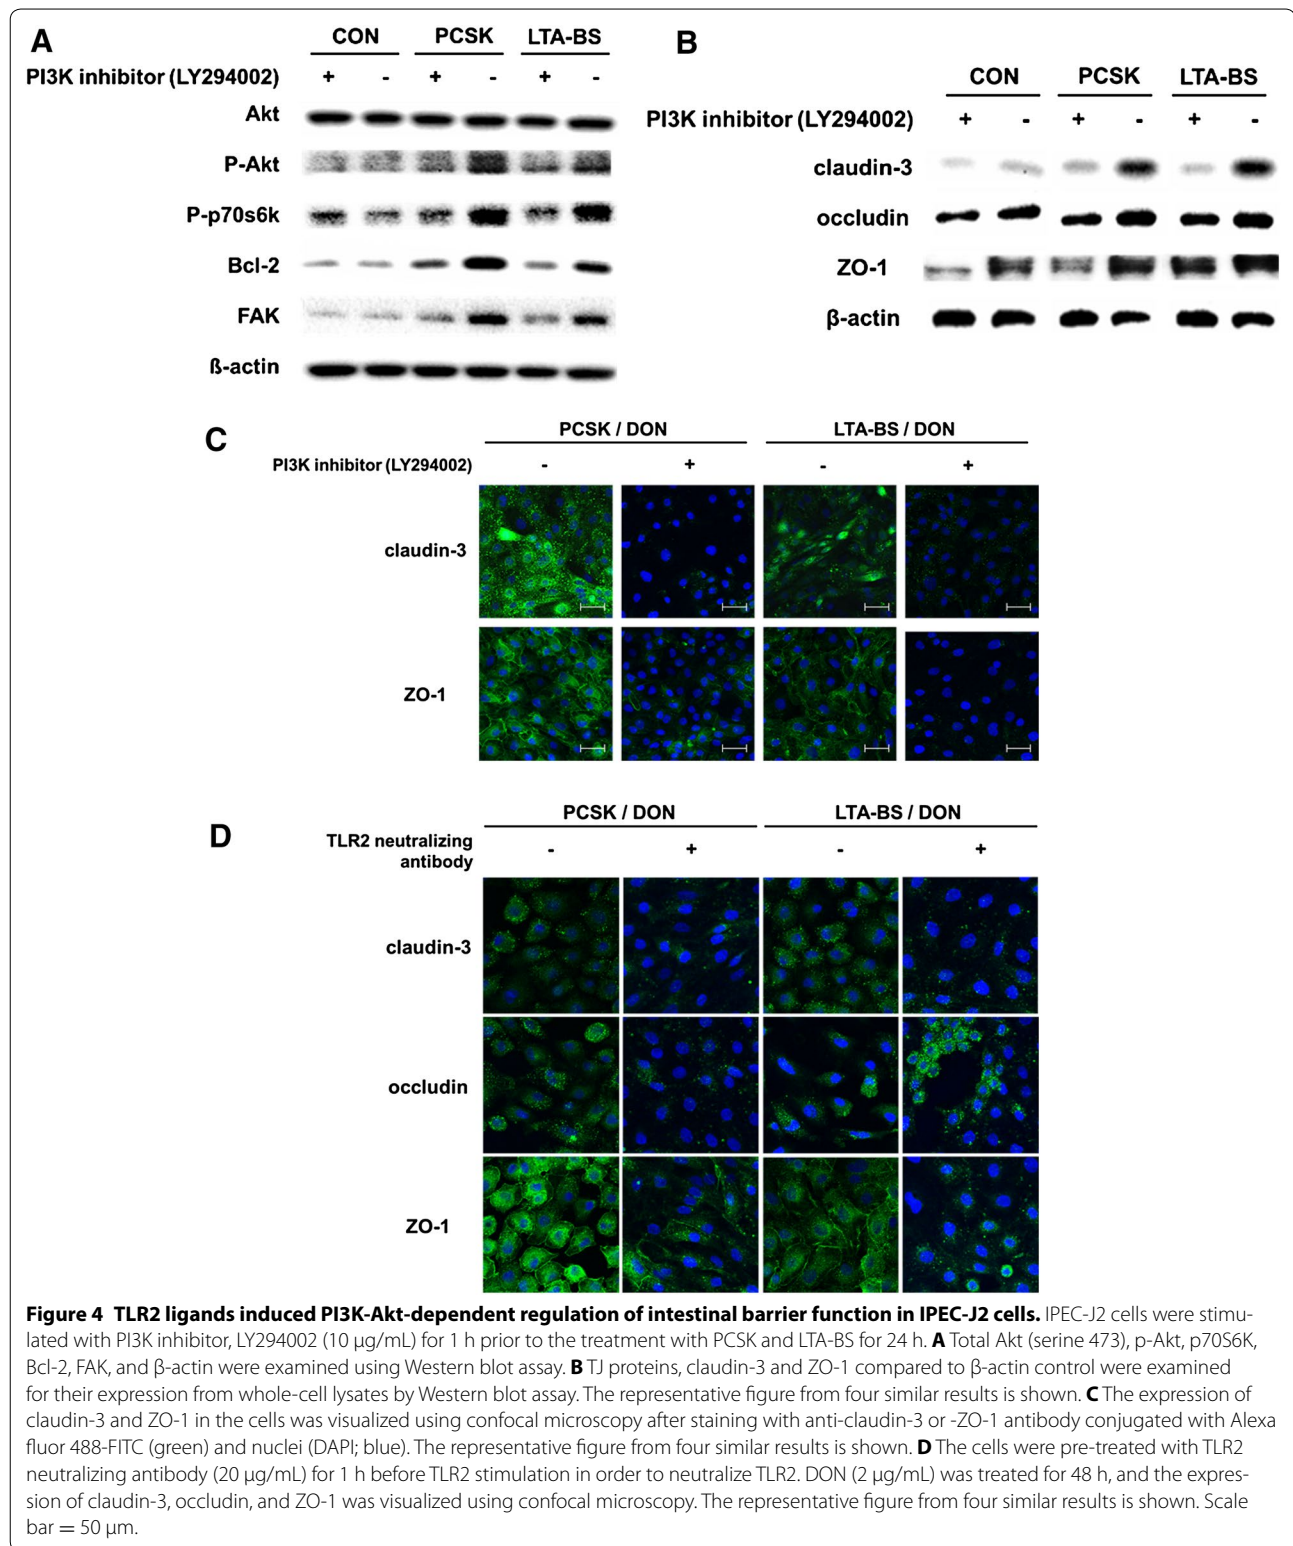 A
CON PCSK LTA-BS
PI3K inhibitor (LY294002) + - + - + -
Akt
P-Akt
P-p70s6k
Bcl-2
FAK
ß-actin
B
CON PCSK LTA-BS
PI3K inhibitor (LY294002) + - + - + -
claudin-3
occludin
ZO-1
β-actin
C
PCSK / DON LTA-BS / DON
PI3K inhibitor (LY294002) - + - +
claudin-3
ZO-1
D
PCSK / DON LTA-BS / DON
TLR2 neutralizing
antibody - + - +
claudin-3
occludin
ZO-1
Figure 4 TLR2 ligands induced PI3K-Akt-dependent regulation of intestinal barrier function in IPEC-J2 cells. IPEC-J2 cells were stimu-
lated with PI3K inhibitor, LY294002 (10 μg/mL) for 1 h prior to the treatment with PCSK and LTA-BS for 24 h. A Total Akt (serine 473), p-Akt, p70S6K,
Bcl-2, FAK, and β-actin were examined using Western blot assay. B TJ proteins, claudin-3 and ZO-1 compared to β-actin control were examined
for their expression from whole-cell lysates by Western blot assay. The representative figure from four similar results is shown. C The expression of
claudin-3 and ZO-1 in the cells was visualized using confocal microscopy after staining with anti-claudin-3 or -ZO-1 antibody conjugated with Alexa
fluor 488-FITC (green) and nuclei (DAPI; blue). The representative figure from four similar results is shown. D The cells were pre-treated with TLR2
neutralizing antibody (20 μg/mL) for 1 h before TLR2 stimulation in order to neutralize TLR2. DON (2 μg/mL) was treated for 48 h, and the expres-
sion of claudin-3, occludin, and ZO-1 was visualized using confocal microscopy. The representative figure from four similar results is shown. Scale
bar = 50 μm.